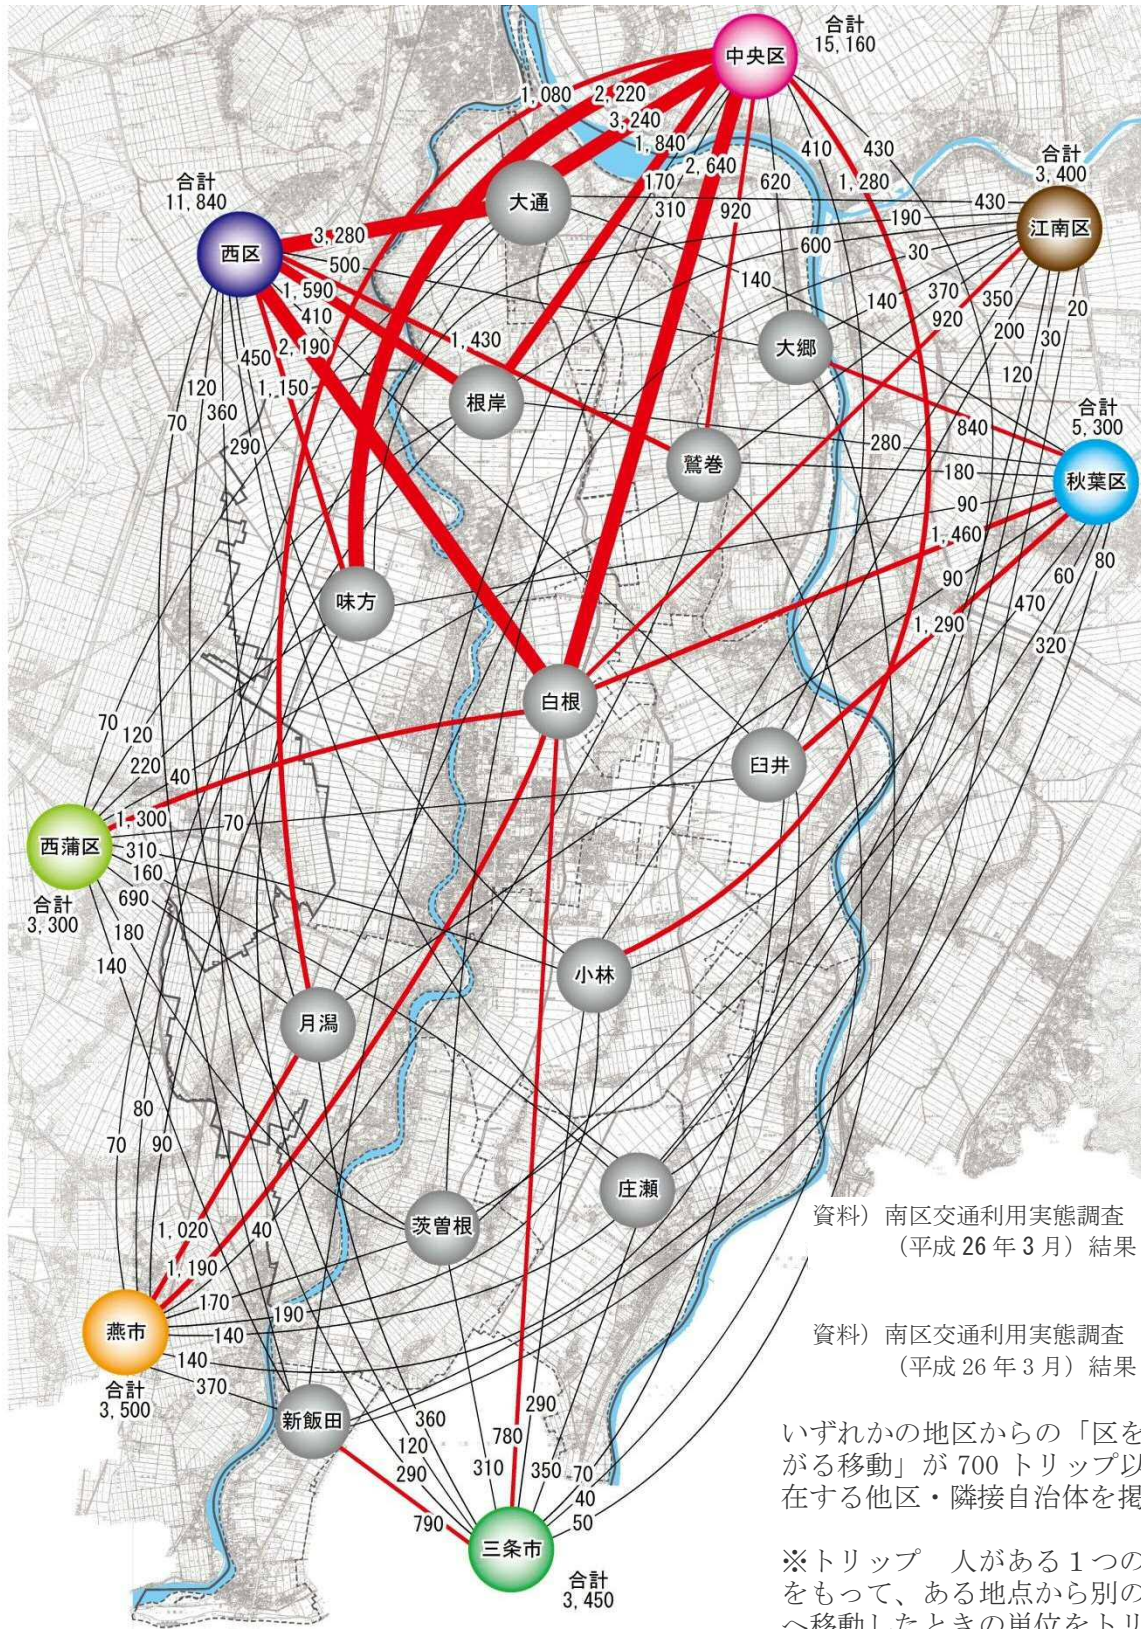 合計
15,160
中央区
1,080
2,220
3,240
1,840
170
2,640
310
920
620
410
430
1,280
合計
3,400
江南区
430
190
600
30
140
140
370
920
350
200
120
30
20
合計
11,840
西区
大通
3,280
500
1,590
410
2,190
450
1,150
1,430
120
360
70
290
大郷
根岸
鷲巻
840
280
180
90
合計
5,300
秋葉区
1,460
90
1,290
80
60
470
320
味方
白根
臼井
70
120
220
40
1,300
70
310
160
690
180
140
西蒲区
合計
3,300
小林
月潟
80
70
90
庄瀬
茨曽根
1,020
40
1,190
170
190
140
140
370
燕市
合計
3,500
新飯田
360
120
290
310
780
290
350
70
40
50
790
三条市
合計
3,450
資料）南区交通利用実態調査
（平成26年3月）結果
資料）南区交通利用実態調査
（平成26年3月）結果
いずれかの地区からの「区を
がる移動」が 700 トリップ以
在する他区・隣接自治体を掲
※トリップ　人がある１つの
をもって、ある地点から別の
へ移動したときの単位をトリ